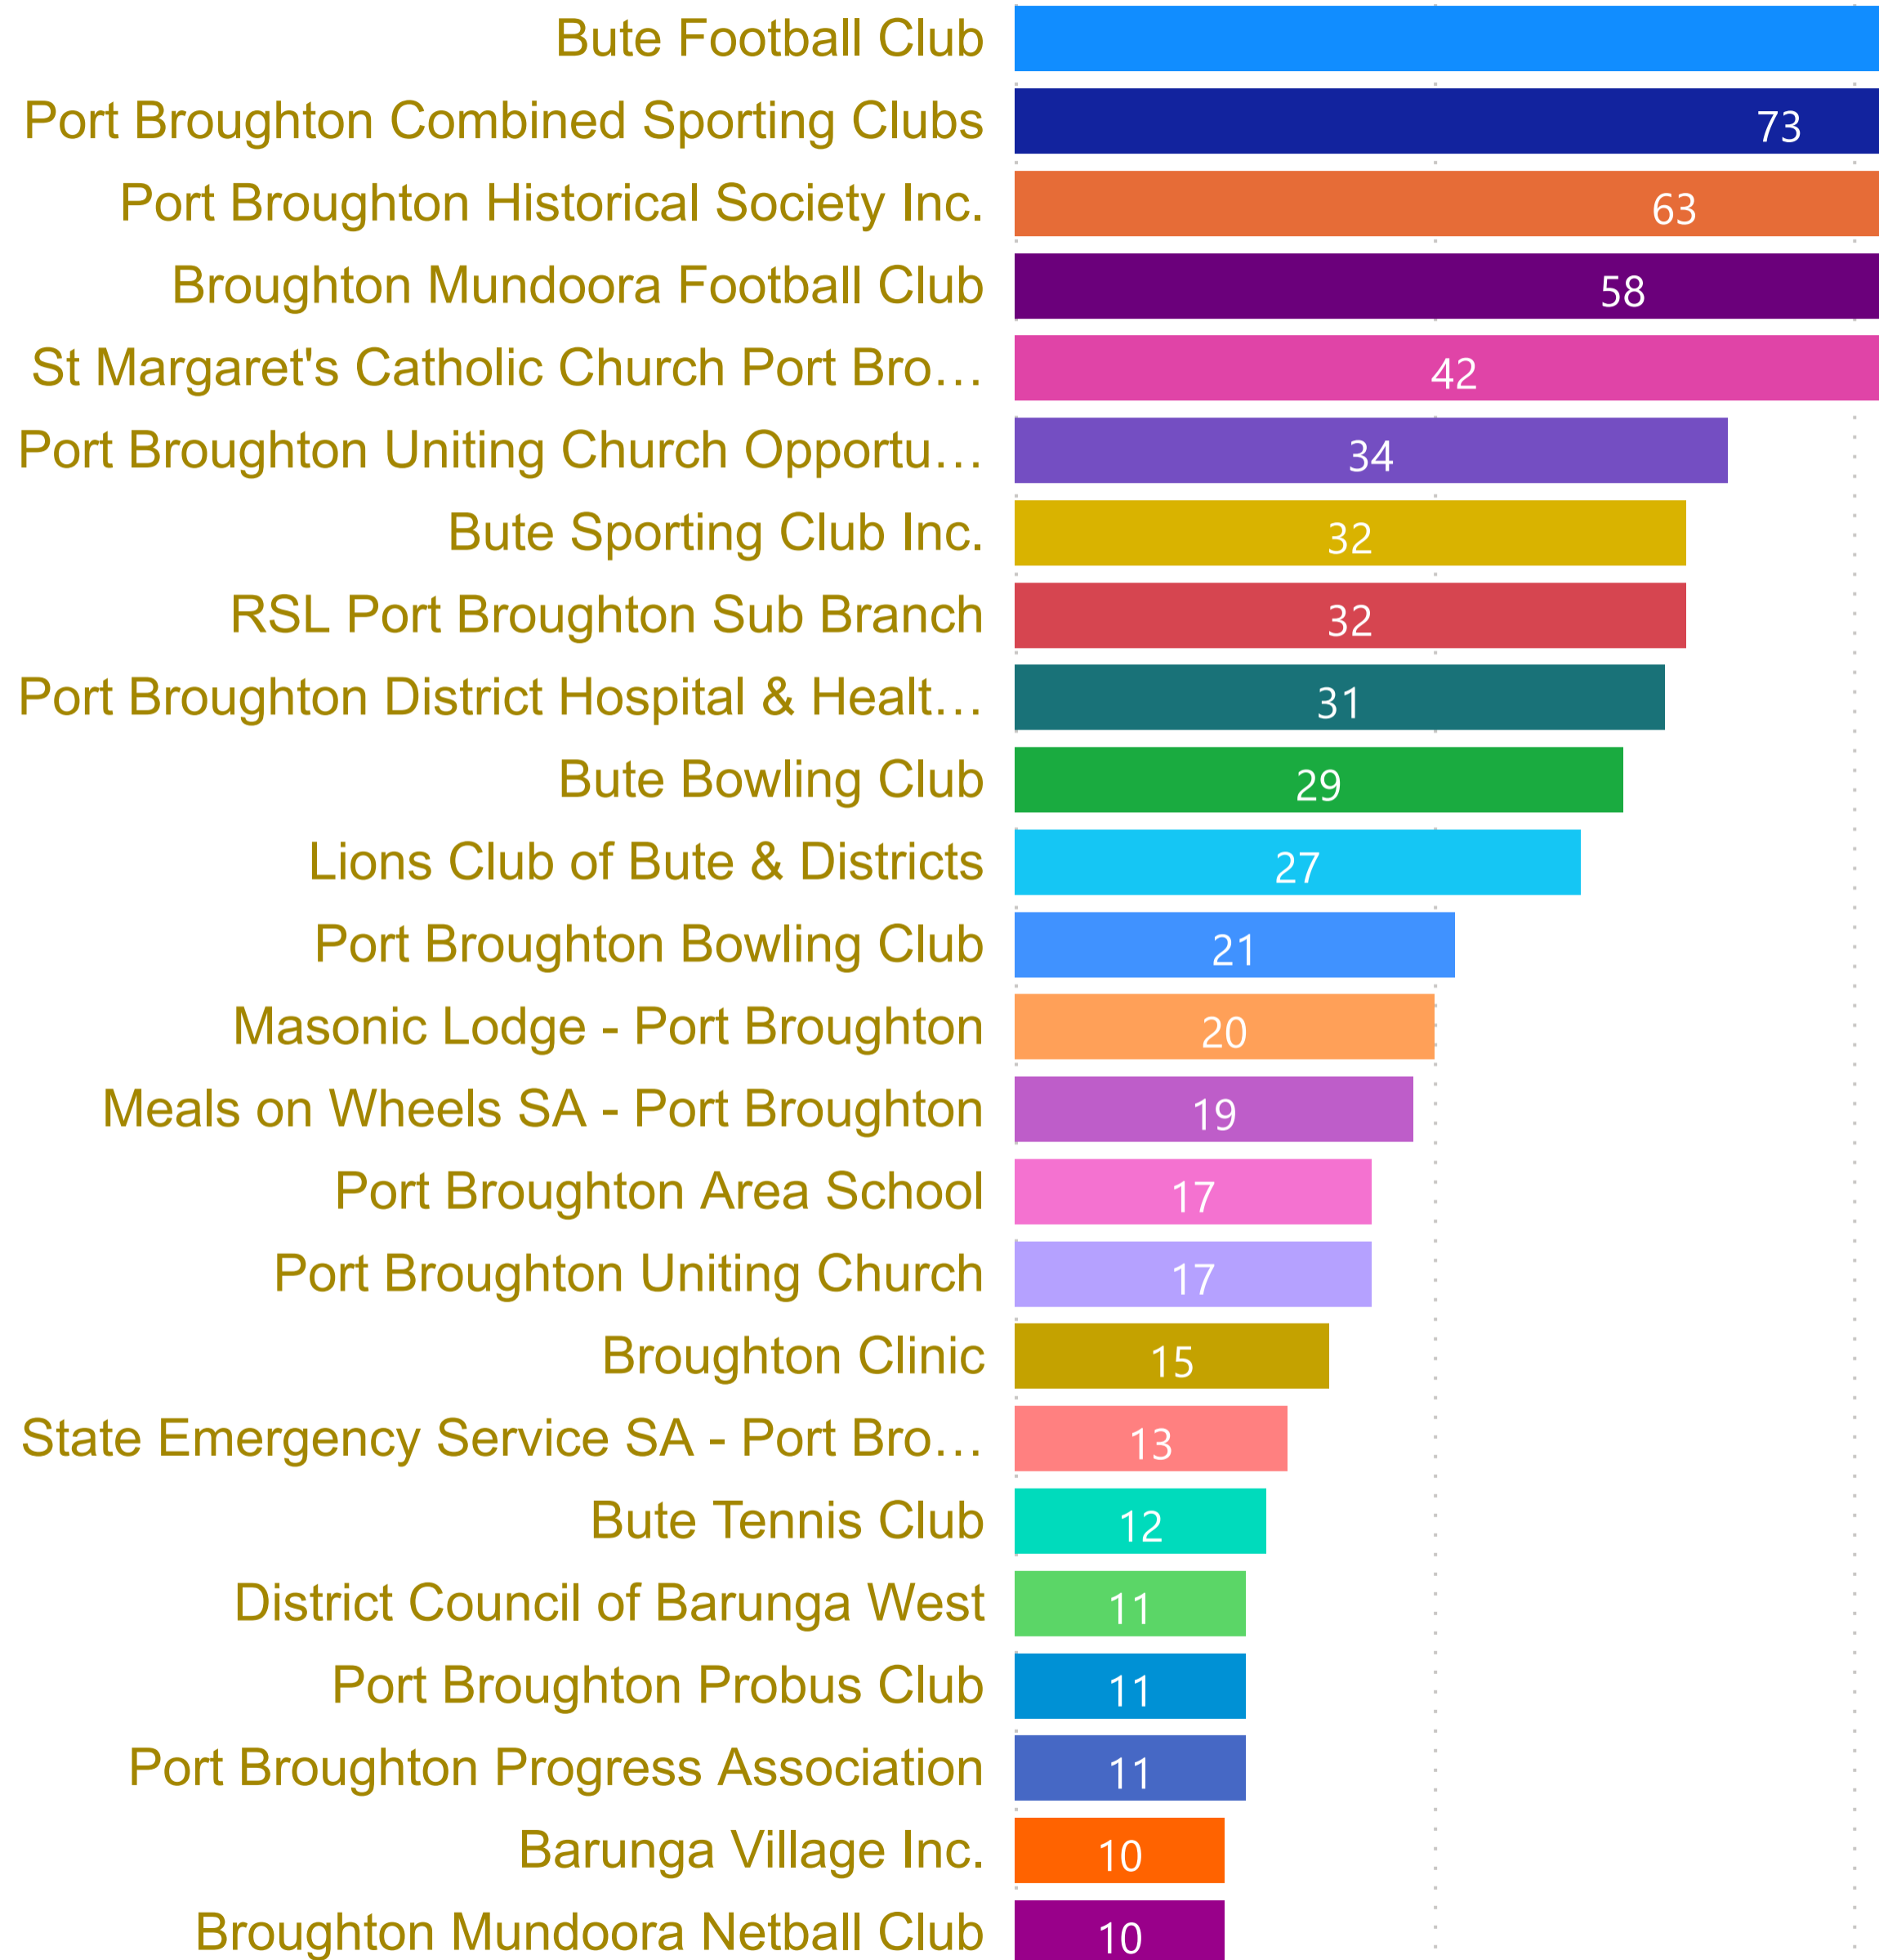 Bute Football Club
Port Broughton Combined Sporting Clubs 73
Port Broughton Historical Society Inc. 63
Broughton Mundoora Football Club 58
St Margaret's Catholic Church Port Bro... 42
Port Broughton Uniting Church Opportu... 34
Bute Sporting Club Inc. 32
RSL Port Broughton Sub Branch 32
Port Broughton District Hospital & Healt... 31
Bute Bowling Club 29
Lions Club of Bute & Districts 27
Port Broughton Bowling Club 21
Masonic Lodge - Port Broughton 20
Meals on Wheels SA - Port Broughton 19
Port Broughton Area School 17
Port Broughton Uniting Church 17
Broughton Clinic 15
State Emergency Service SA - Port Bro... 13
Bute Tennis Club 12
District Council of Barunga West 11
Port Broughton Probus Club 11
Port Broughton Progress Association 11
Barunga Village Inc. 10
Broughton Mundoora Netball Club 10